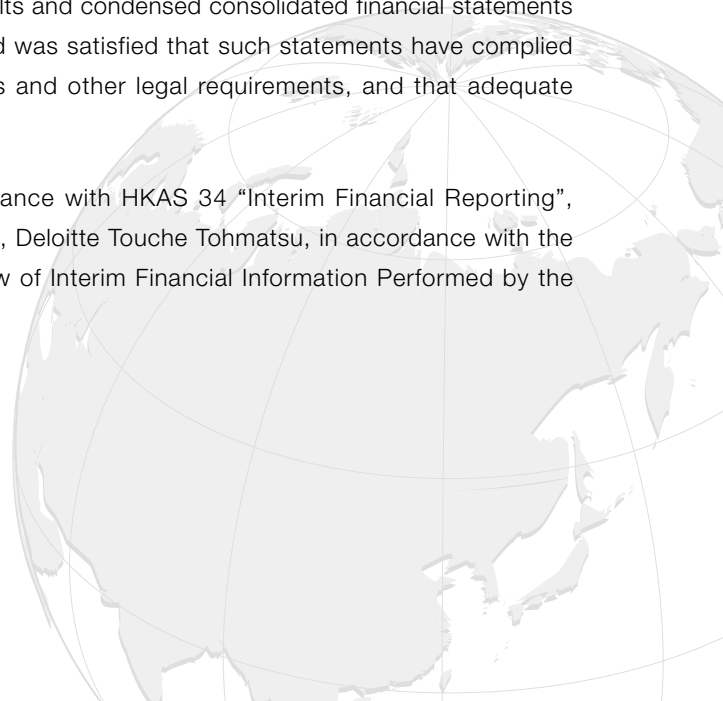 lts and condensed consolidated financial statements
d was satisfied that such statements have complied
s and other legal requirements, and that adequate
ance with HKAS 34 “Interim Financial Reporting”,
, Deloitte Touche Tohmatsu, in accordance with the
w of Interim Financial Information Performed by the